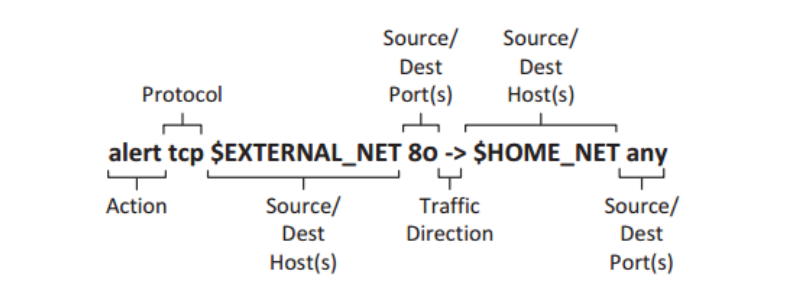 Source/ Source/
Dest Dest
Protocol Port(s) Host(s)
alert tcp $EXTERNAL_NET 80 -> $HOME_NET any
Action Source/ Traffic Source/
Dest Direction Dest
Host(s) Port(s)